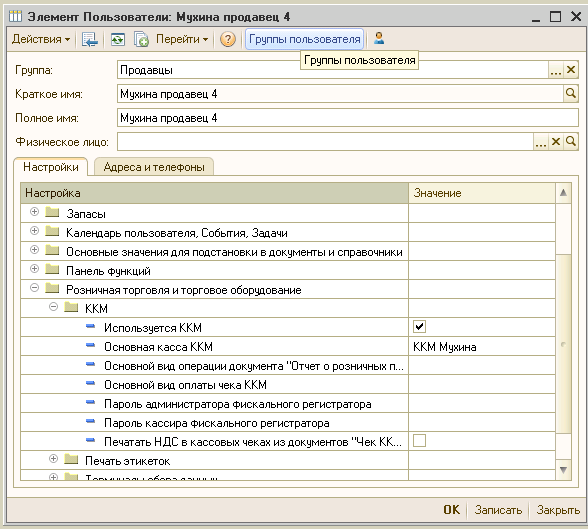 Элемент Пользователи: Мухина продавец 4
Действия Перейти Группы пользователя
Группы пользователя
Группа: Продавцы
Краткое имя: Мухина продавец 4
Полное имя: Мухина продавец 4
Физическое лицо:
Настройки Адреса и телефоны
Настройка Значение
Запасы
Календарь пользователя, События, Задачи
Основные значения для подстановки в документы и справочники
Панель функций
Розничная торговля и торговое оборудование
ККМ
Используется ККМ
Основная касса ККМ ККМ Мухина
Основной вид операции документа "Отчет о розничных п...
Основной вид оплаты чека ККМ
Пароль администратора фискального регистратора
Пароль кассира фискального регистратора
Печатать НДС в кассовых чеках из документов "Чек КК...
Печать этикеток
Терминалы сбора данных
OK Записать Закрыть